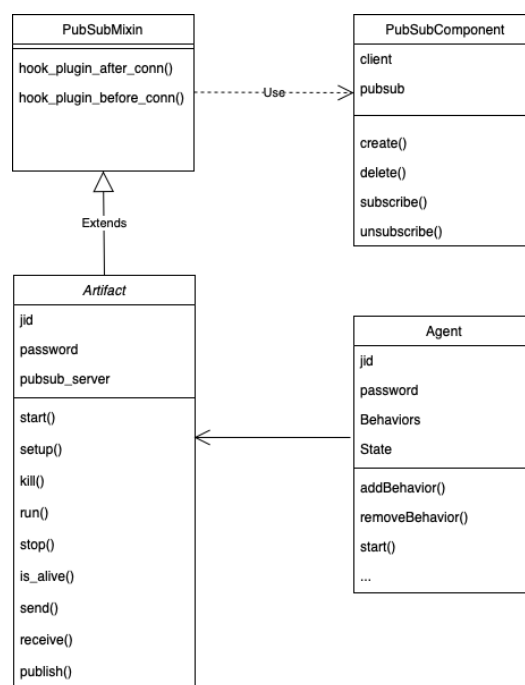 PubSubMixin
hook_plugin_after_conn()
hook_plugin_before_conn()
Use
PubSubComponent
client
pubsub
create()
delete()
subscribe()
unsubscribe()
Extends
Artifact
jid
password
pubsub_server
start()
setup()
kill()
run()
stop()
is_alive()
send()
receive()
publish()
Agent
jid
password
Behaviors
State
addBehavior()
removeBehavior()
start()
...